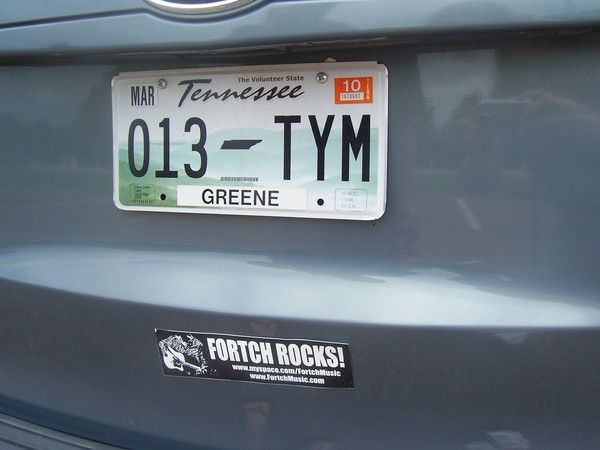 The Volunteer State
MAR Tennessee 10
013 TYM
GREENE
FORTCH ROCKS!
www.myspace.com/FortchMusic
www.FortchMusic.com